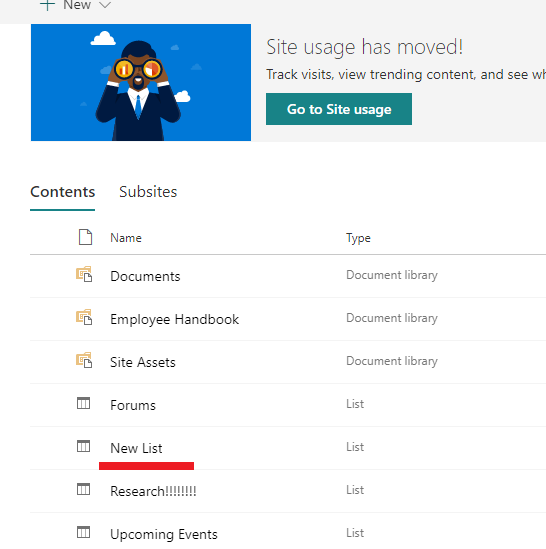 New
Site usage has moved!
Track visits, view trending content, and see
Go to Site usage
Contents Subsites
Name Type
Documents Document library
Employee Handbook Document library
Site Assets Document library
Forums List
New List List
Research!!!!!!!! List
Upcoming Events List